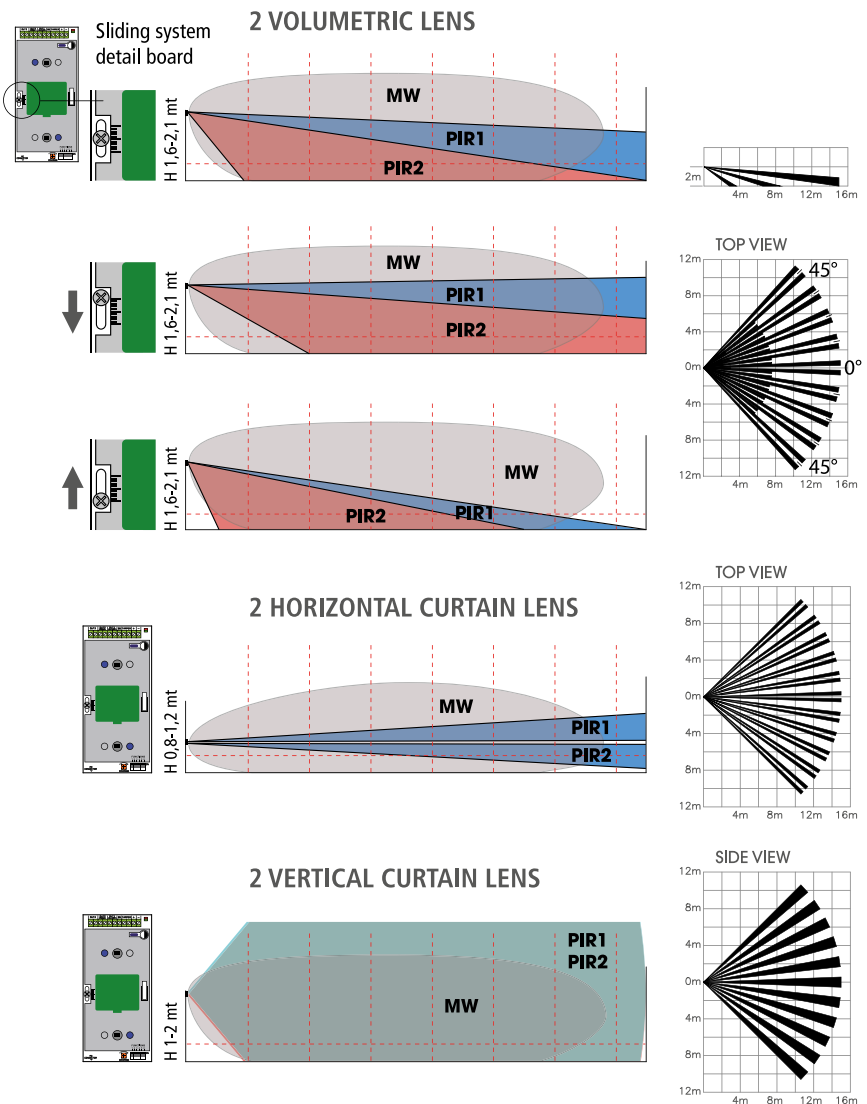 Sliding system
detail board
2 VOLUMETRIC LENS
MW
PIR1
PIR2
H 1,6-2,1 mt
2m
4m 8m 12m 16m
MW
PIR1
PIR2
H 1,6-2,1 mt
TOP VIEW
12m
8m
4m
0m
4m
8m
12m
45°
0°
45°
4m 8m 12m 16m
MW
PIR1
PIR2
H 1,6-2,1 mt
2 HORIZONTAL CURTAIN LENS
MW
PIR1
PIR2
H 0,8-1,2 mt
TOP VIEW
12m
8m
4m
0m
4m
8m
12m
4m 8m 12m 16m
2 VERTICAL CURTAIN LENS
PIR1
PIR2
MW
H 1-2 mt
SIDE VIEW
12m
8m
4m
0m
4m
8m
12m
4m 8m 12m 16m